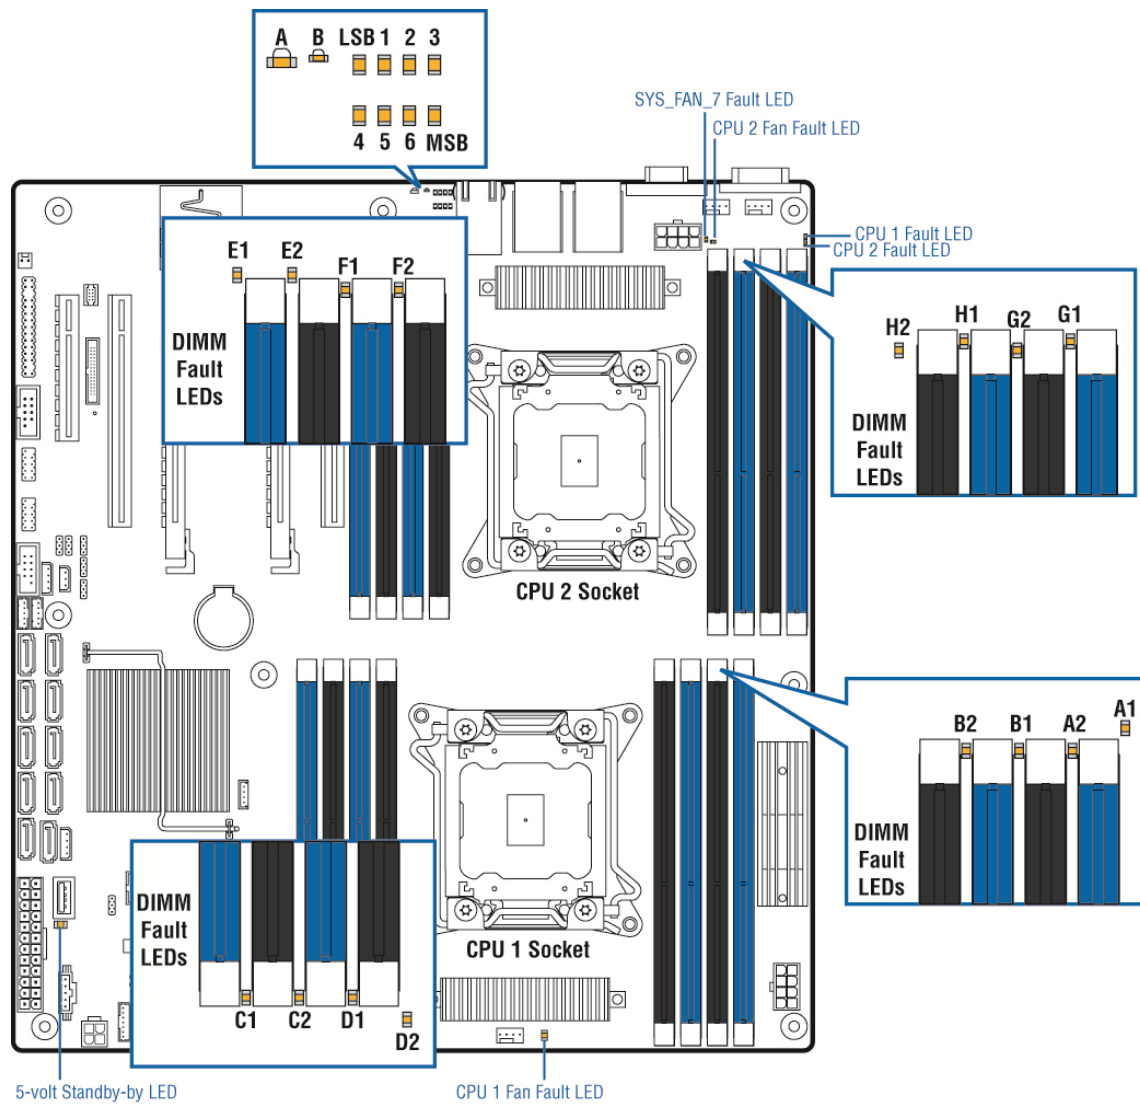 A B LSB 1 2 3
4 5 6 MSB
SYS_FAN_7 Fault LED
CPU 2 Fan Fault LED
CPU 1 Fault LED
CPU 2 Fault LED
E1 E2 F1 F2
DIMM
Fault
LEDs
H2 H1 G2 G1
DIMM
Fault
LEDs
CPU 2 Socket
B2 B1 A2 A1
DIMM
Fault
LEDs
DIMM
Fault
LEDs
C1 C2 D1 D2
CPU 1 Socket
5-volt Standby-by LED
CPU 1 Fan Fault LED